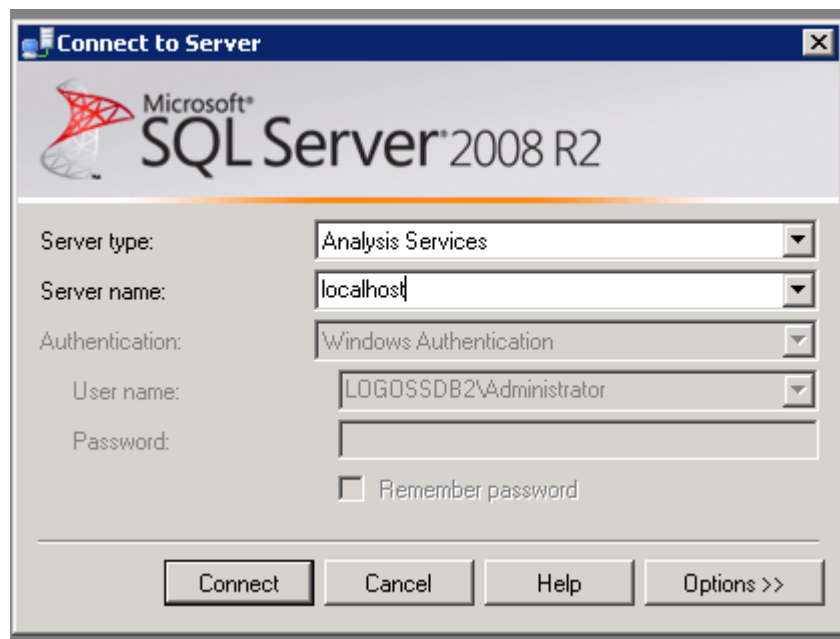 Connect to Server
Microsoft®
SQL Server® 2008 R2
Server type: Analysis Services
Server name: localhost
Authentication: Windows Authentication
User name: LOGOSSDB2\Administrator
Password:
Remember password
Connect Cancel Help Options >>